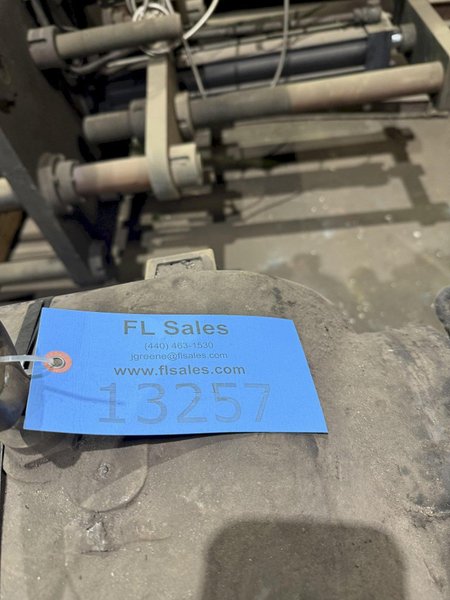 FL Sales
(440) 463-1530
jgreene@flsales.com
www.flsales.com
13257